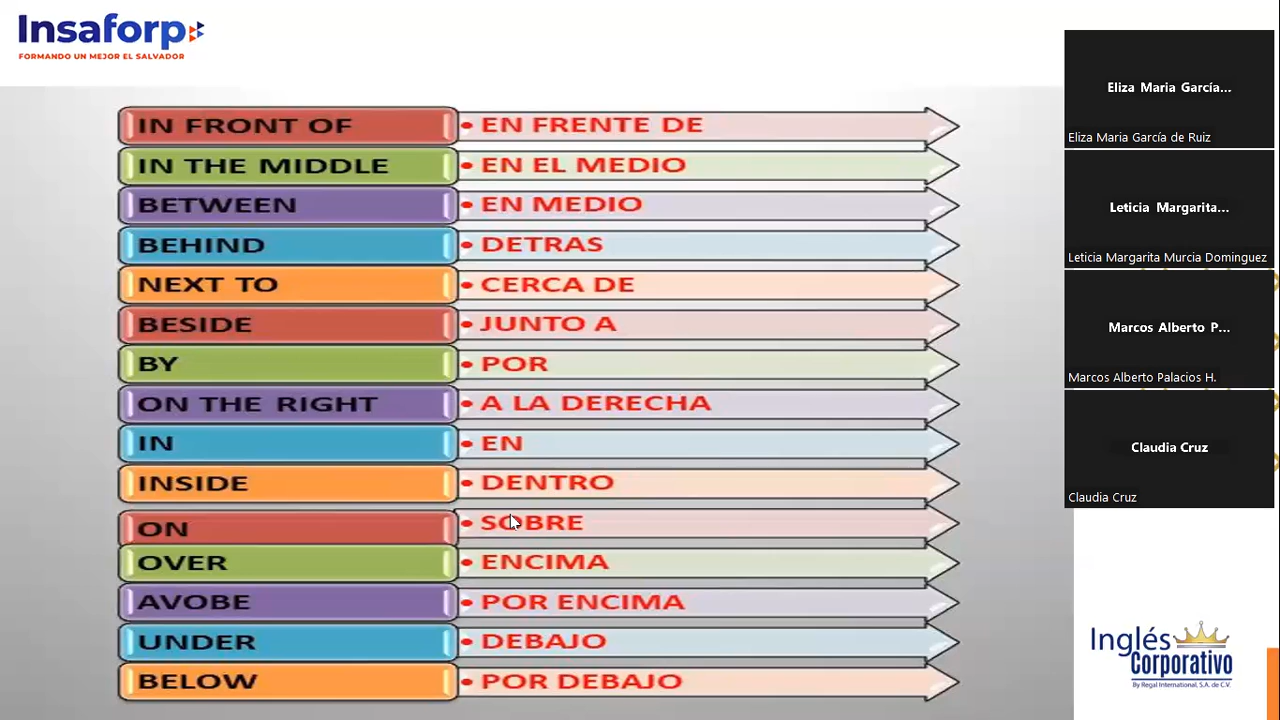 Insaforp
FORMANDO UN MEJOR EL SALVADOR
IN FRONT OF • EN FRENTE DE
IN THE MIDDLE • EN EL MEDIO
BETWEEN • EN MEDIO
BEHIND • DETRAS
NEXT TO • CERCA DE
BESIDE • JUNTO A
BY • POR
ON THE RIGHT • A LA DERECHA
IN • EN
INSIDE • DENTRO
ON • SOBRE
OVER • ENCIMA
AVOBE • POR ENCIMA
UNDER • DEBAJO
BELOW • POR DEBAJO
Eliza Maria García...
Eliza Maria García de Ruiz
Leticia Margarita...
Leticia Margarita Murcia Dominguez
Marcos Alberto P...
Marcos Alberto Palacios H.
Claudia Cruz
Claudia Cruz
Inglés
Corporativo
By Regal International, S.A. de C.V.